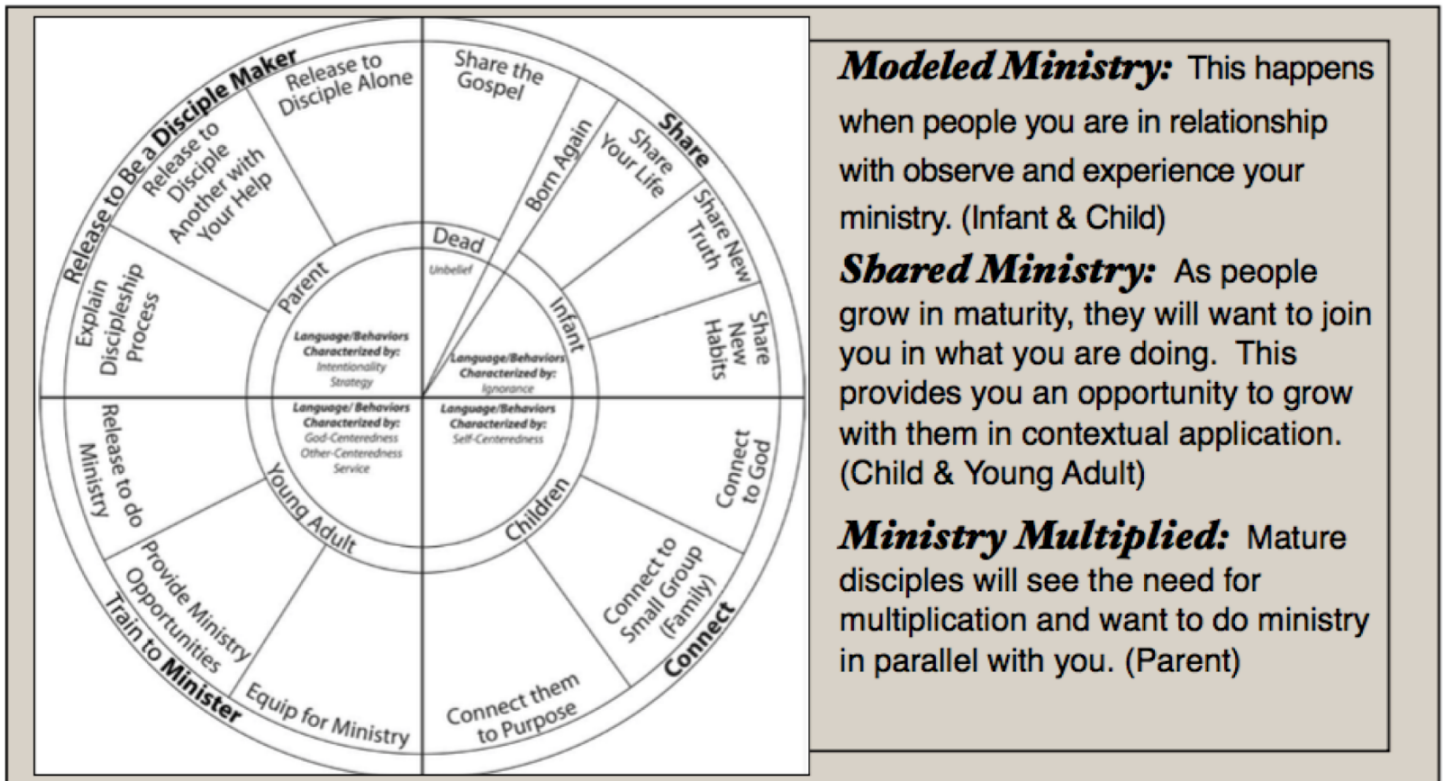 Release to Be a Disciple Maker
Release to
Disciple Alone
Release to
Disciple
Another with
Your Help
Explain
Discipleship
Process
Share
Share the
Gospel
Born Again
Share
Your Life
Share New
Truth
Share
New
Habits
Connect
Connect
to God
Connect to
Small Group
(Family)
Connect them
to Purpose
Train to Minister
Equip for Ministry
Provide Ministry
Opportunities
Release to do
Ministry
Parent
Dead
Infant
Children
Young Adult
Unbelief
Language/Behaviors
Characterized by:
Intentionality
Strategy
Language/Behaviors
Characterized by:
Ignorance
Language/Behaviors
Characterized by:
God-Centeredness
Other-Centeredness
Service
Language/Behaviors
Characterized by:
Self-Centeredness
Modeled Ministry: This happens
when people you are in relationship
with observe and experience your
ministry. (Infant & Child)
Shared Ministry: As people
grow in maturity, they will want to join
you in what you are doing. This
provides you an opportunity to grow
with them in contextual application.
(Child & Young Adult)
Ministry Multiplied: Mature
disciples will see the need for
multiplication and want to do ministry
in parallel with you. (Parent)